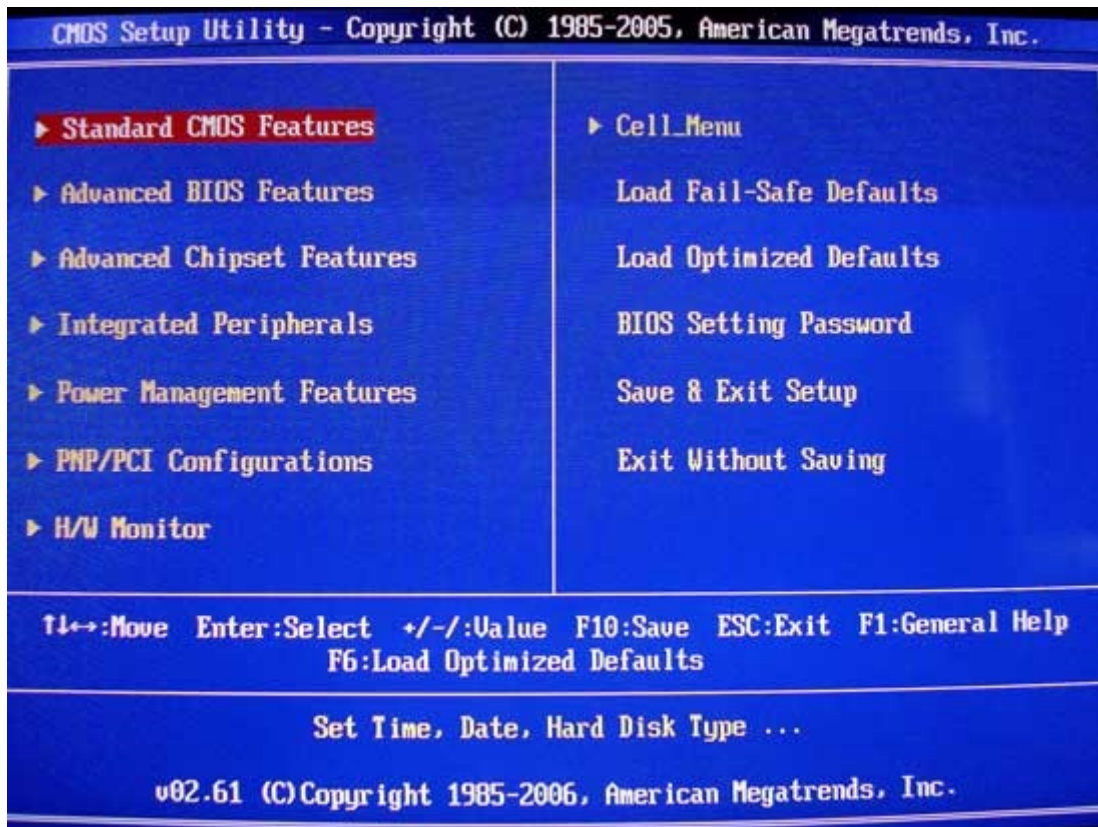 CMOS Setup Utility - Copyright (C) 1985-2005, American Megatrends, Inc.
▶ Standard CMOS Features
▶ Advanced BIOS Features
▶ Advanced Chipset Features
▶ Integrated Peripherals
▶ Power Management Features
▶ PNP/PCI Configurations
▶ H/W Monitor
▶ Cell_Menu
Load Fail-Safe Defaults
Load Optimized Defaults
BIOS Setting Password
Save & Exit Setup
Exit Without Saving
↑↓↔:Move Enter:Select +/-/:Value F10:Save ESC:Exit F1:General Help
F6:Load Optimized Defaults
Set Time, Date, Hard Disk Type ...
v02.61 (C)Copyright 1985-2006, American Megatrends, Inc.